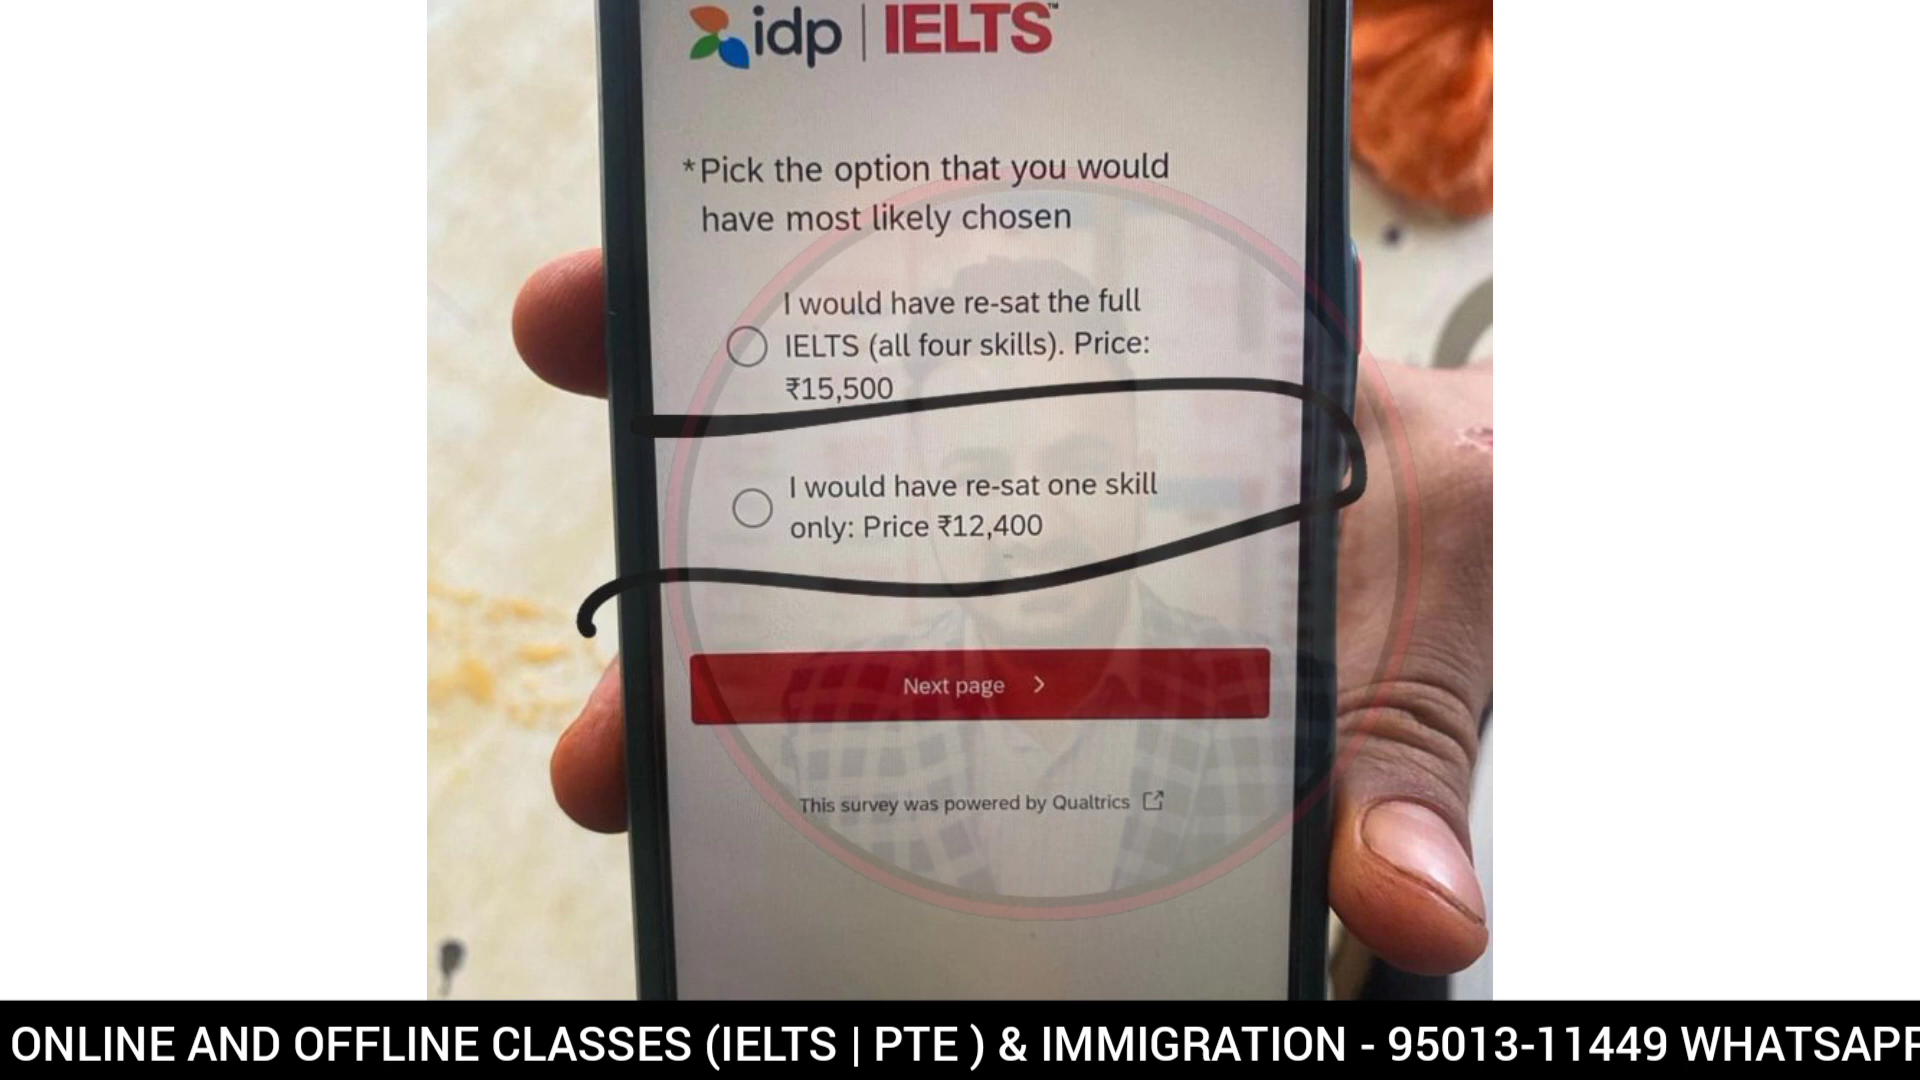 idp | IELTS™
*Pick the option that you would
have most likely chosen
I would have re-sat the full
IELTS (all four skills). Price:
₹15,500
I would have re-sat one skill
only: Price ₹12,400
Next page >
This survey was powered by Qualtrics
ONLINE AND OFFLINE CLASSES (IELTS | PTE ) & IMMIGRATION - 95013-11449 WHATSAPP